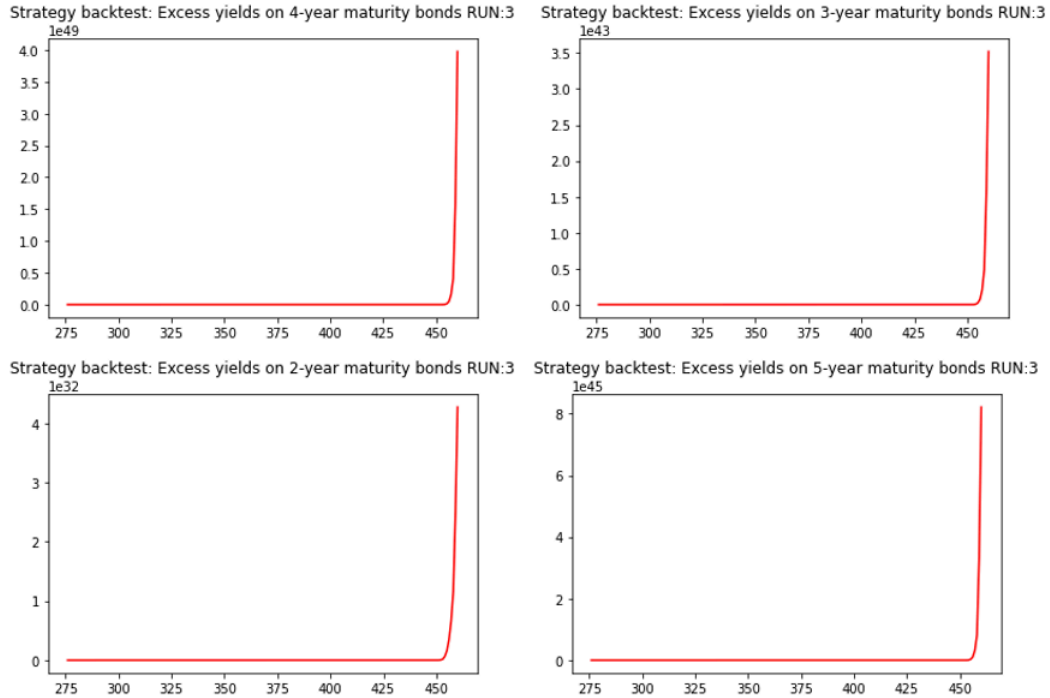 Strategy backtest: Excess yields on 4-year maturity bonds RUN:3
1e49
4.0
3.5
3.0
2.5
2.0
1.5
1.0
0.5
0.0
275 300 325 350 375 400 425 450
Strategy backtest: Excess yields on 3-year maturity bonds RUN:3
1e43
3.5
3.0
2.5
2.0
1.5
1.0
0.5
0.0
275 300 325 350 375 400 425 450
Strategy backtest: Excess yields on 2-year maturity bonds RUN:3
1e32
4
3
2
1
0
275 300 325 350 375 400 425 450
Strategy backtest: Excess yields on 5-year maturity bonds RUN:3
1e45
8
6
4
2
0
275 300 325 350 375 400 425 450